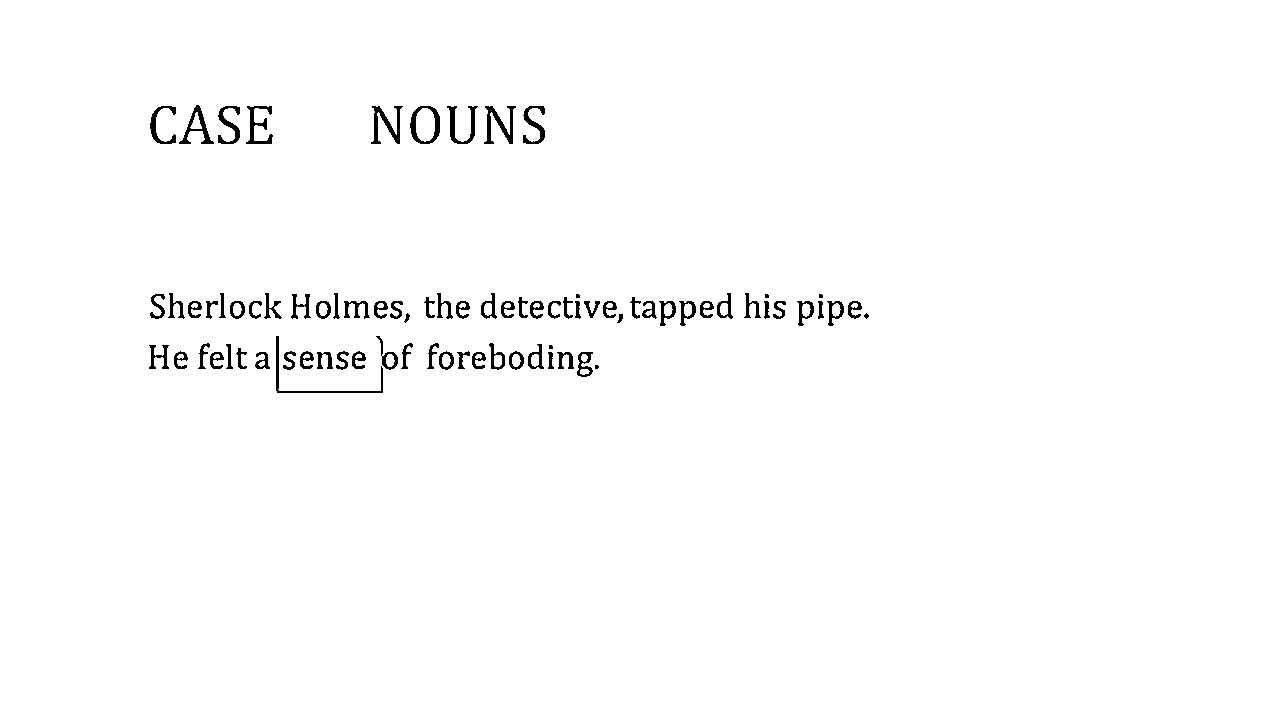 CASE NOUNS
Sherlock Holmes, the detective, tapped his pipe.
He felt a sense of foreboding.